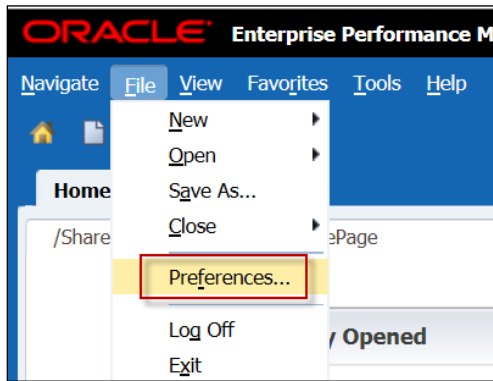 ORACLE Enterprise Performance M
Navigate File View Favorites Tools Help
New
Open
Save As...
Home
Close
/Share ePage
Preferences...
Log Off
y Opened
Exit